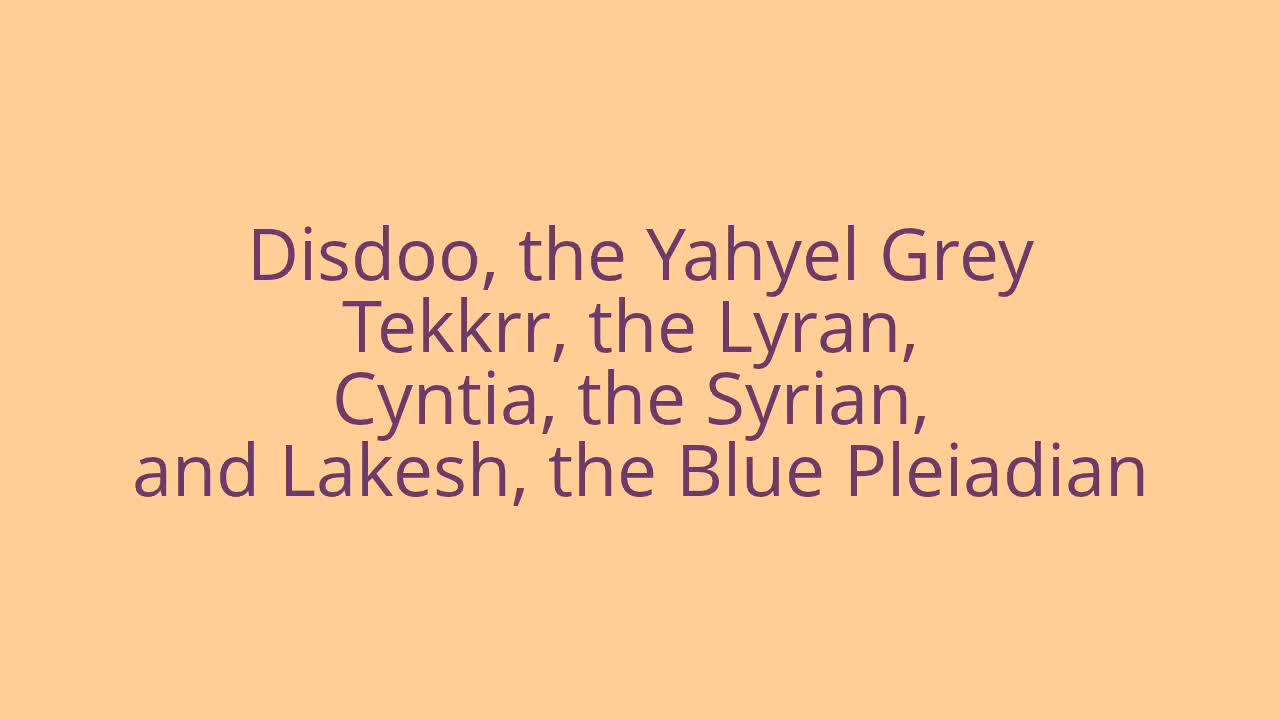 Disdoo, the Yahyel Grey
Tekkrr, the Lyran,
Cyntia, the Syrian,
and Lakesh, the Blue Pleiadian